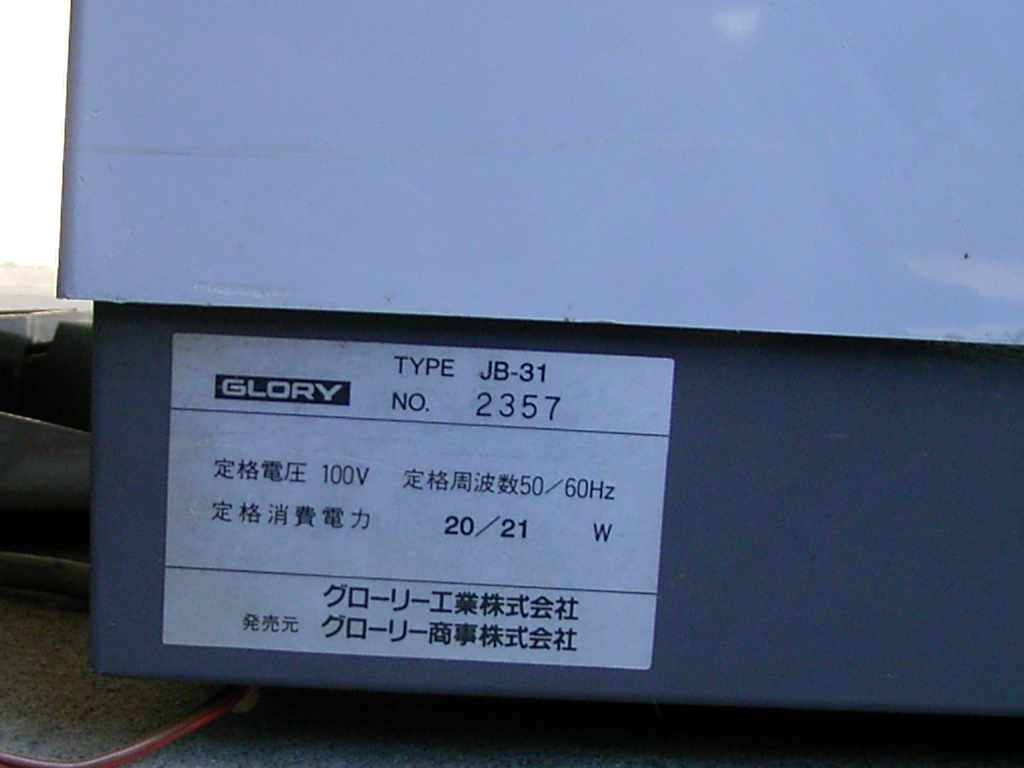 GLORY
TYPE JB-31
NO. 2357
定格電圧 100V 定格周波数50/60Hz
定格消費電力 20/21 W
グローリー工業株式会社
発売元 グローリー商事株式会社